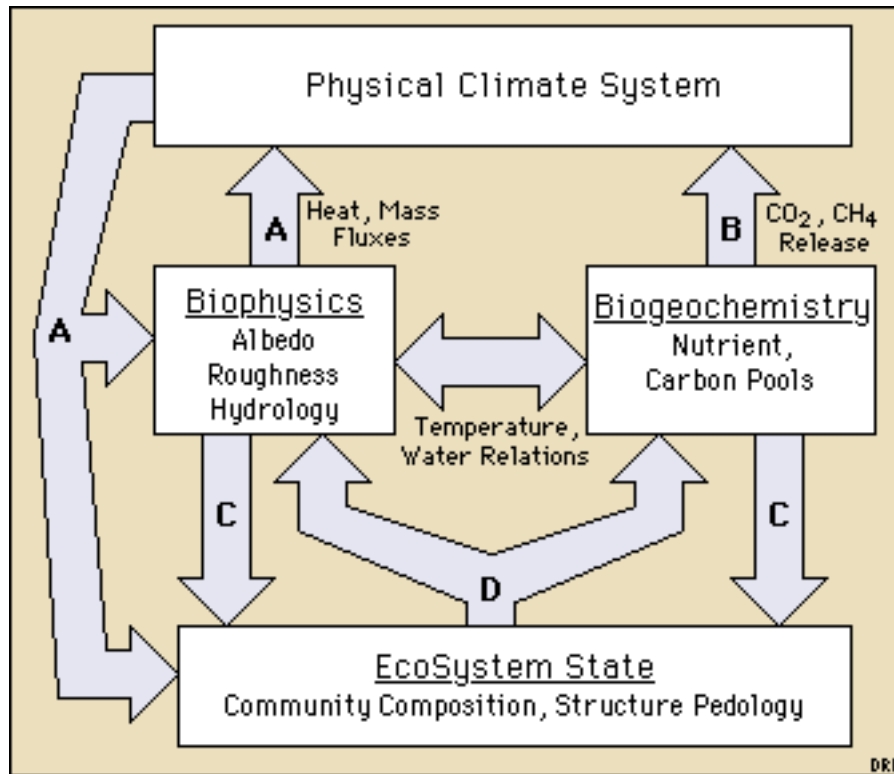 Physical Climate System
A
Heat, Mass
Fluxes
B
CO₂, CH₄
Release
A
Biophysics
Albedo
Roughness
Hydrology
Biogeochemistry
Nutrient,
Carbon Pools
Temperature,
Water Relations
C
C
D
EcoSystem State
Community Composition, Structure Pedology